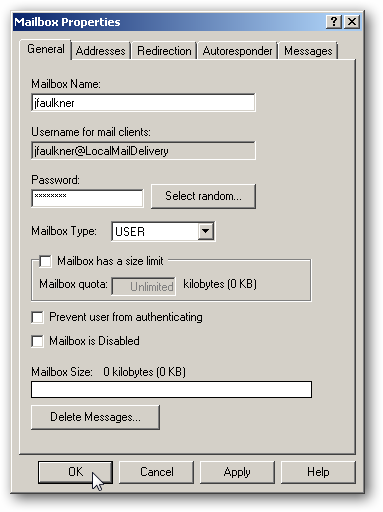 Mailbox Properties
General Addresses Redirection Autoresponder Messages
Mailbox Name:
jfaulkner
Username for mail clients:
jfaulkner@LocalMailDelivery
Password:
******** Select random...
Mailbox Type: USER
Mailbox has a size limit
Mailbox quota: Unlimited kilobytes (0 KB)
Prevent user from authenticating
Mailbox is Disabled
Mailbox Size: 0 kilobytes (0 KB)
Delete Messages...
OK Cancel Apply Help